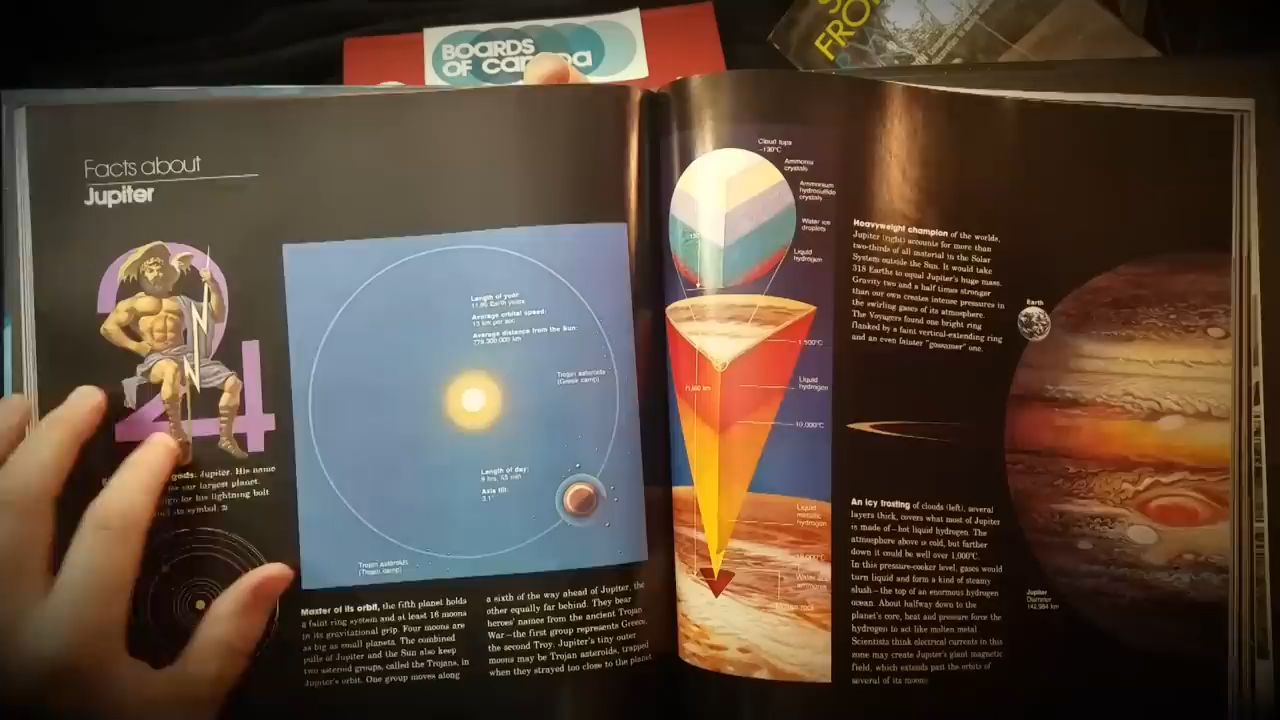 BOARDS
OF
FRO
Facts about
Jupiter
gods: Jupiter. His name
our largest planet.
for his lightning bolt
its symbol.
Length of year:
11.86 Earth years
Average orbital speed:
13 km per sec
Average distance from the Sun:
778,300,000 km
Trojan asteroids
(Greek camp)
Length of day:
9 hrs, 55 min
Axis tilt:
3.1°
Trojan asteroids
(Trojan camp)
Master of its orbit, the fifth planet holds
a faint ring system and at least 16 moons
in its gravitational grip. Four moons are
as big as small planets. The combined
pulls of Jupiter and the Sun also keep
two asteroid groups, called the Trojans, in
Jupiter's orbit. One group moves along
a sixth of the way ahead of Jupiter, the
other equally far behind. They bear
heroes' names from the ancient Trojan
War—the first group represents Greece,
the second Troy. Jupiter's tiny outer
moons may be Trojan asteroids, trapped
when they strayed too close to the planet.
Cloud tops
-130°C
Ammonia
crystals
Ammonium
hydrosulfide
crystals
Water ice
droplets
Liquid
hydrogen
Liquid
hydrogen
10,000°C
Liquid
metallic
hydrogen
Heavyweight champion of the worlds,
Jupiter (right) accounts for more than
two-thirds of all material in the Solar
System outside the Sun. It would take
318 Earths to equal Jupiter's huge mass.
Gravity two and a half times stronger
than our own creates intense pressures in
the swirling gases of its atmosphere.
The Voyagers found one bright ring
flanked by a faint vertical-extending ring
and an even fainter "gossamer" one.
Earth
An icy frosting of clouds (left), several
layers thick, covers what most of Jupiter
is made of—hot liquid hydrogen. The
atmosphere above is cold, but farther
down it could be well over 1,000°C.
In this pressure-cooker level, gases would
turn liquid and form a kind of steamy
slush—the top of an enormous hydrogen
ocean. About halfway down to the
planet's core, heat and pressure force the
hydrogen to act like molten metal.
Scientists think electrical currents in this
zone may create Jupiter's giant magnetic
field, which extends past the orbits of
several of its moons.
Jupiter
Diameter
142,984 km